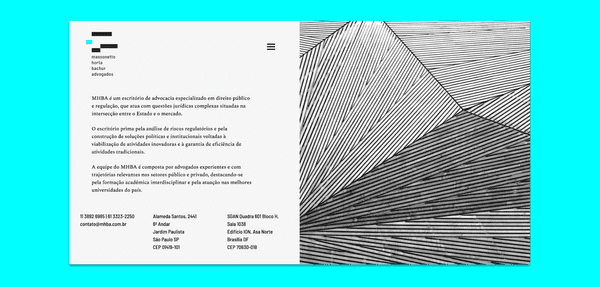 massonetto
horta
bachur
advogados
MHBA é um escritório de advocacia especializado em direito público
e regulação, que atua com questões jurídicas complexas situadas na
intersecção entre o Estado e o mercado.
O escritório prima pela análise de riscos regulatórios e pela
construção de soluções políticas e institucionais voltadas à
viabilização de atividades inovadoras e à garantia de eficiência de
atividades tradicionais.
A equipe do MHBA é composta por advogados experientes e com
trajetórias relevantes nos setores público e privado, destacando-se
pela formação acadêmica interdisciplinar e pela atuação nas melhores
universidades do país.
11 3892 6985 | 61 3323-2250
contato@mhba.com.br
Alameda Santos, 2441
6º Andar
Jardim Paulista
São Paulo SP
CEP 01419-101
SGAN Quadra 601 Bloco H,
Sala 1038
Edifício ION, Asa Norte
Brasília DF
CEP 70830-018